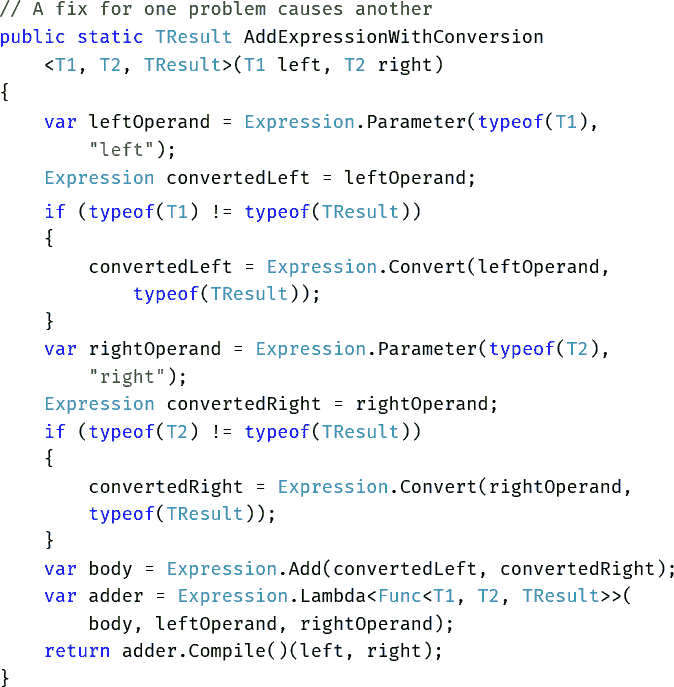 // A fix for one problem causes another
public static TResult AddExpressionWithConversion
    <T1, T2, TResult>(T1 left, T2 right)
{
    var leftOperand = Expression.Parameter(typeof(T1),
        "left");
    Expression convertedLeft = leftOperand;
    if (typeof(T1) != typeof(TResult))
    {
        convertedLeft = Expression.Convert(leftOperand,
            typeof(TResult));
    }
    var rightOperand = Expression.Parameter(typeof(T2),
        "right");
    Expression convertedRight = rightOperand;
    if (typeof(T2) != typeof(TResult))
    {
        convertedRight = Expression.Convert(rightOperand,
        typeof(TResult));
    }
    var body = Expression.Add(convertedLeft, convertedRight);
    var adder = Expression.Lambda<Func<T1, T2, TResult>>(
        body, leftOperand, rightOperand);
    return adder.Compile()(left, right);
}